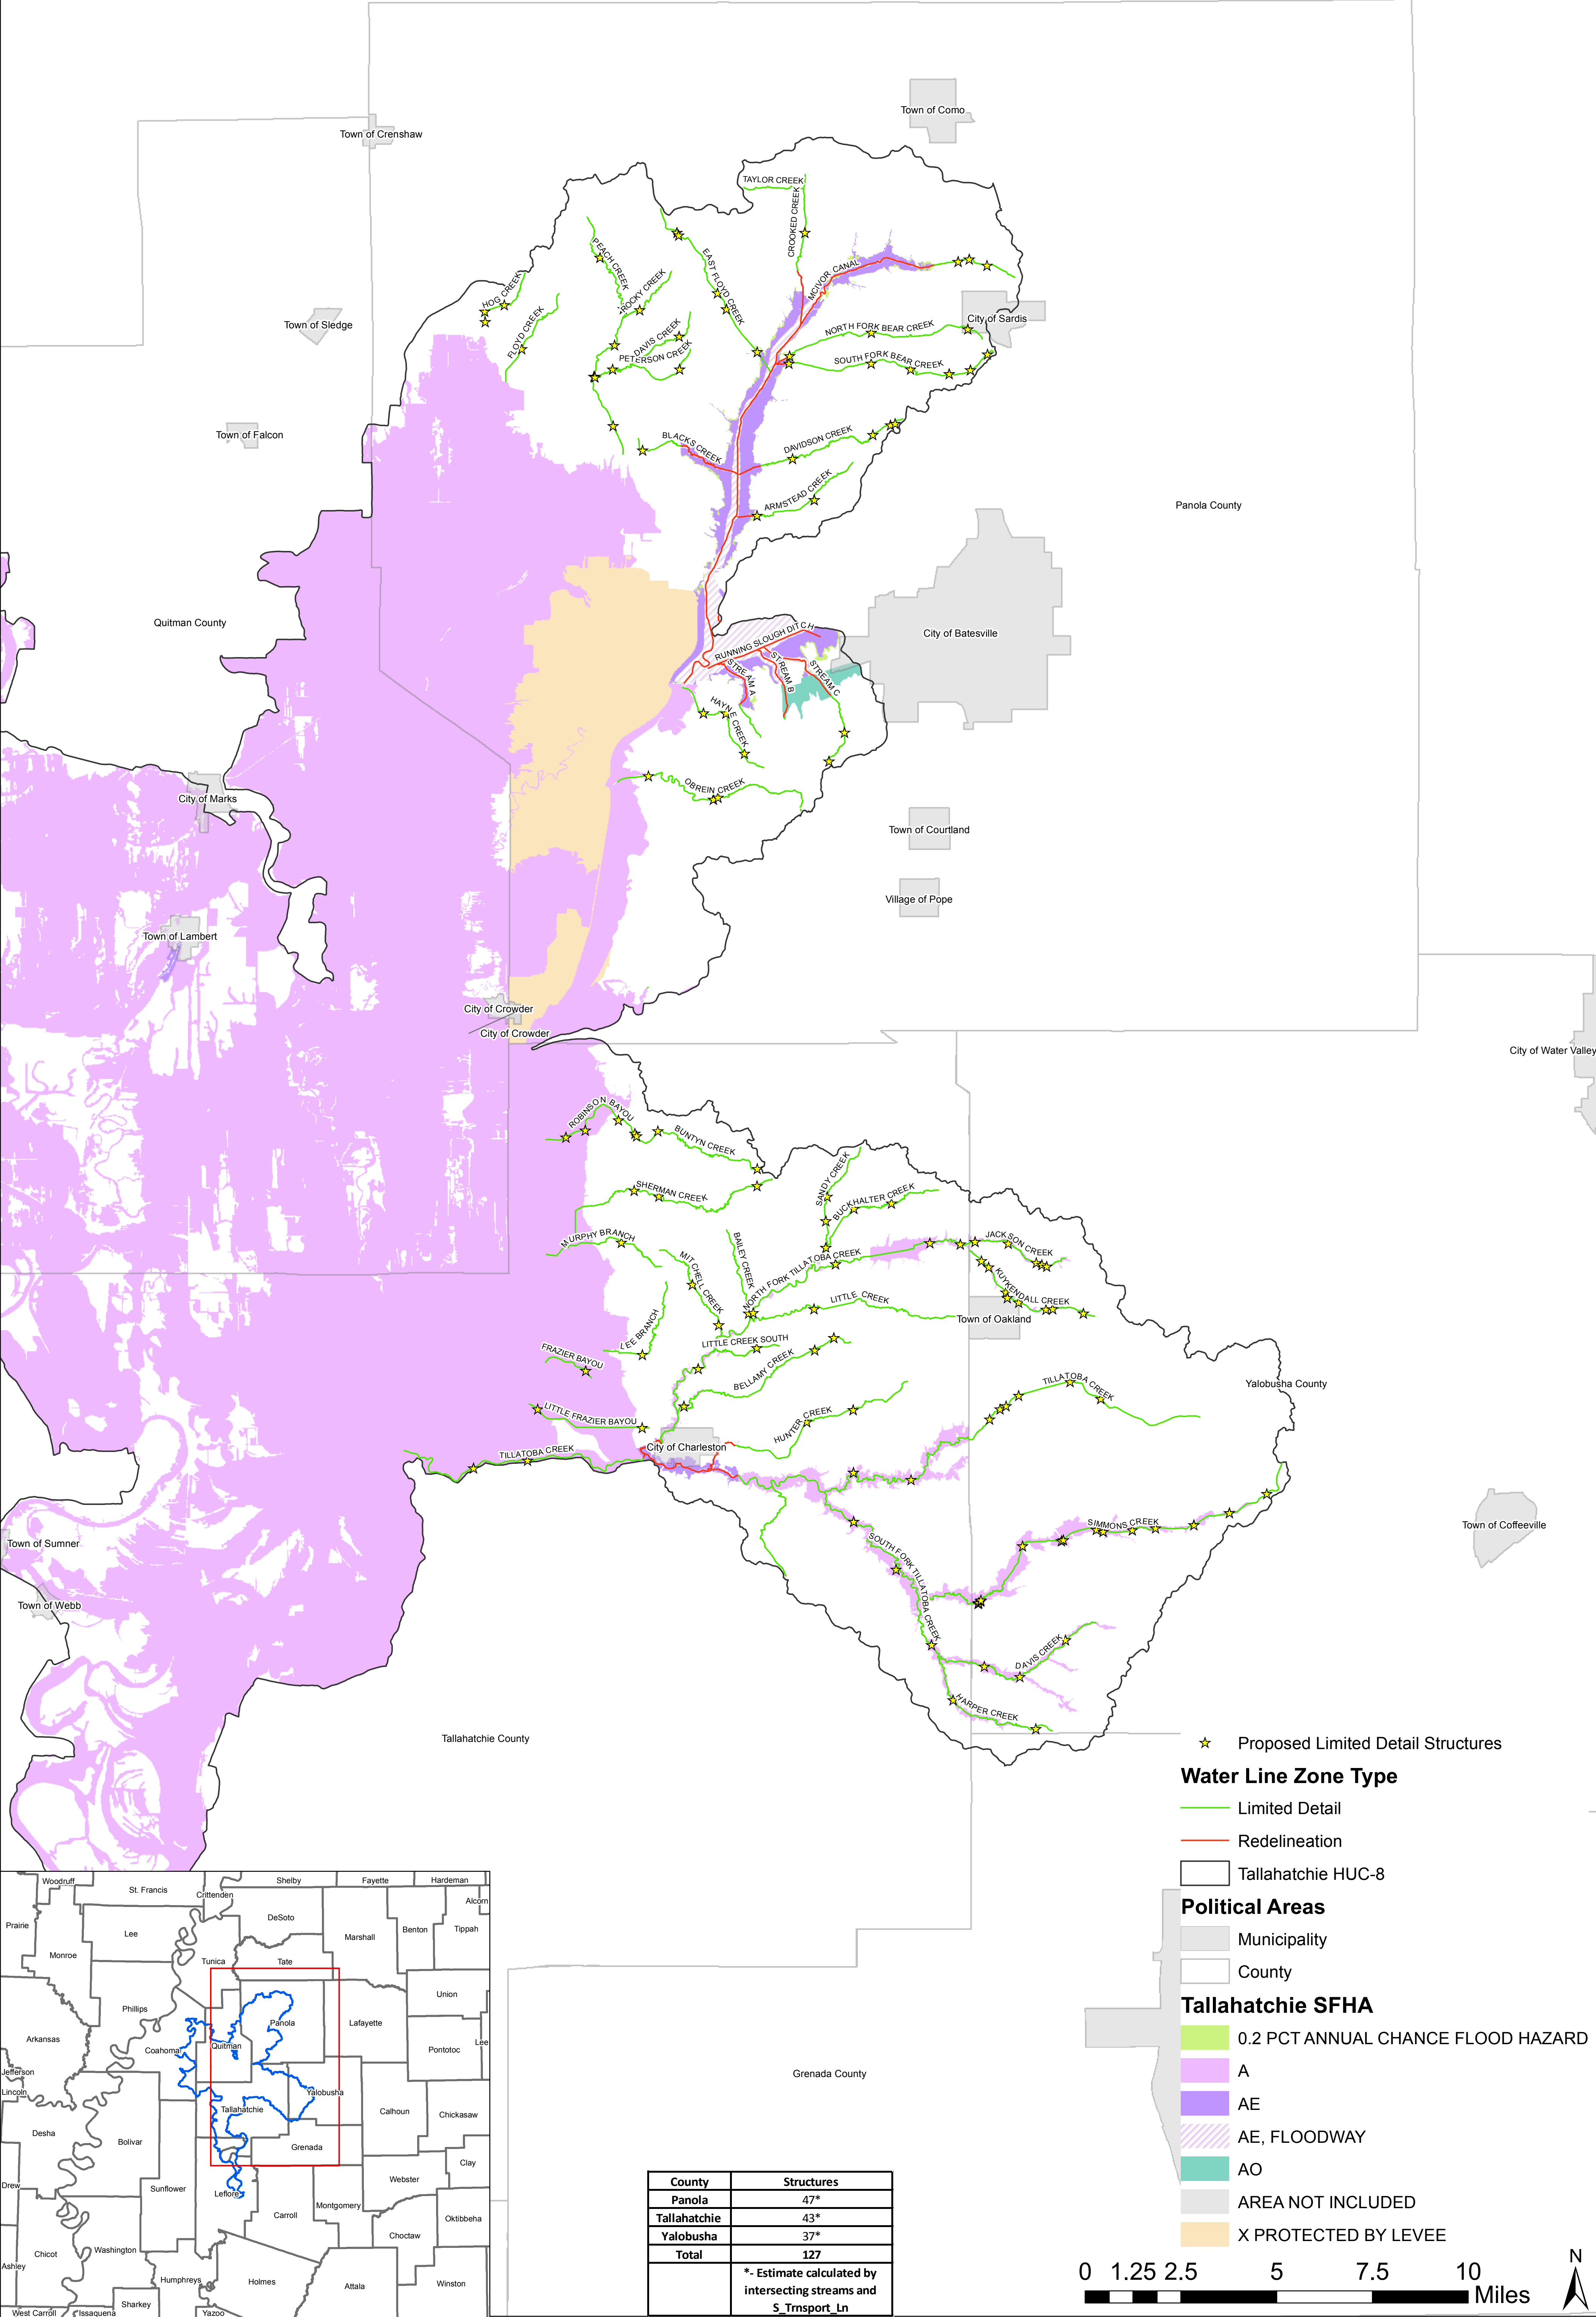 Town of Como
Town of Crenshaw
TAYLOR CREEK
CROOKED CREEK
PEACH CREEK
EAST FLOYD CREEK
MCIVOR CANAL
HOG CREEK
ROCKY CREEK
City of Sardis
Town of Sledge
FLOYD CREEK
DAVIS CREEK
NORTH FORK BEAR CREEK
PETERSON CREEK
SOUTH FORK BEAR CREEK
Town of Falcon
BLACKS CREEK
DAVIDSON CREEK
ARMSTEAD CREEK
Panola County
Quitman County
City of Batesville
RUNNING SLOUGH DITCH
STREAM A
STREAM B
STREAM C
HAYNE CREEK
OBREIN CREEK
City of Marks
Town of Courtland
Village of Pope
Town of Lambert
City of Crowder
City of Crowder
City of Water Valley
ROBINSON BAYOU
BUNTYN CREEK
SHERMAN CREEK
SANDY CREEK
BUCKHALTER CREEK
MURPHY BRANCH
BAILEY CREEK
MITCHELL CREEK
NORTH FORK TILLATOBA CREEK
JACKSON CREEK
KUYKENDALL CREEK
LITTLE CREEK
Town of Oakland
LEE BRANCH
LITTLE CREEK SOUTH
FRAZIER BAYOU
BELLAMY CREEK
TILLATOBA CREEK
Yalobusha County
LITTLE FRAZIER BAYOU
HUNTER CREEK
City of Charleston
TILLATOBA CREEK
SIMMONS CREEK
Town of Coffeeville
Town of Sumner
SOUTH FORK TILLATOBA CREEK
Town of Webb
DAVIS CREEK
HARPER CREEK
Tallahatchie County
Grenada County
Proposed Limited Detail Structures
Water Line Zone Type
Limited Detail
Redelineation
Tallahatchie HUC-8
Political Areas
Municipality
County
Tallahatchie SFHA
0.2 PCT ANNUAL CHANCE FLOOD HAZARD
A
AE
AE, FLOODWAY
AO
AREA NOT INCLUDED
X PROTECTED BY LEVEE
0 1.25 2.5 5 7.5 10
Miles
N
County Structures
Panola 47*
Tallahatchie 43*
Yalobusha 37*
Total 127
*- Estimate calculated by
intersecting streams and
S_Trnsport_Ln
Woodruff
St. Francis
Crittenden
Shelby
Fayette
Hardeman
Alcorn
Prairie
Lee
DeSoto
Benton
Tippah
Marshall
Monroe
Tunica
Tate
Union
Phillips
Panola
Lafayette
Arkansas
Coahoma
Quitman
Pontotoc
Lee
Jefferson
Lincoln
Yalobusha
Tallahatchie
Calhoun
Chickasaw
Desha
Bolivar
Grenada
Clay
Drew
Sunflower
Webster
Leflore
Montgomery
Carroll
Oktibbeha
Choctaw
Chicot
Washington
Ashley
Humphreys
Holmes
Attala
Winston
Sharkey
West Carroll
Issaquena
Yazoo